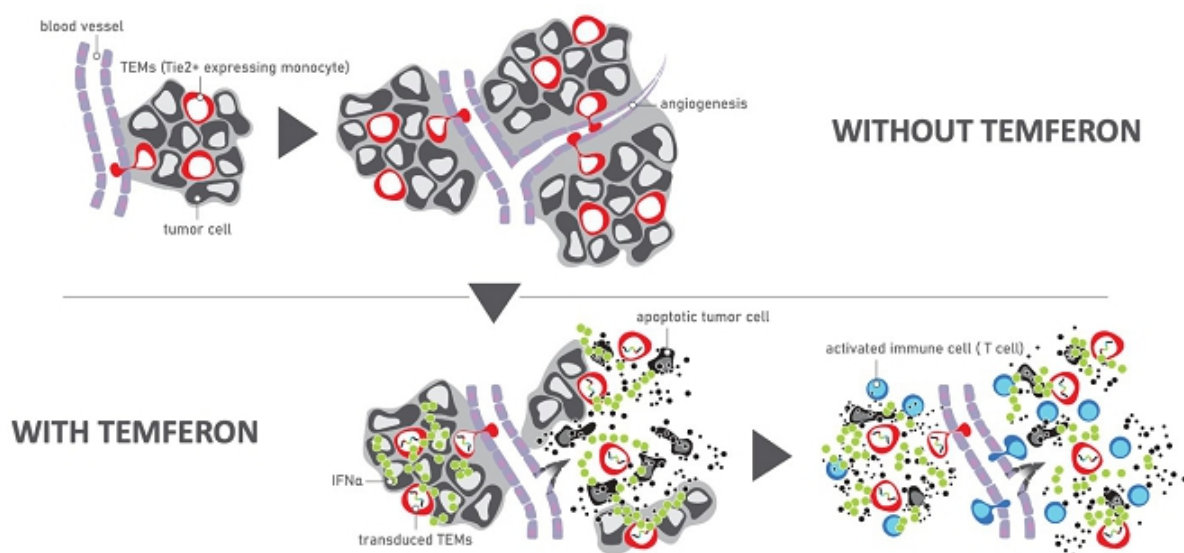 blood vessel
TEMs (Tie2+ expressing monocyte)
angiogenesis
WITHOUT TEMFERON
tumor cell
apoptotic tumor cell
activated immune cell ( T cell)
WITH TEMFERON
IFNα
transduced TEMs